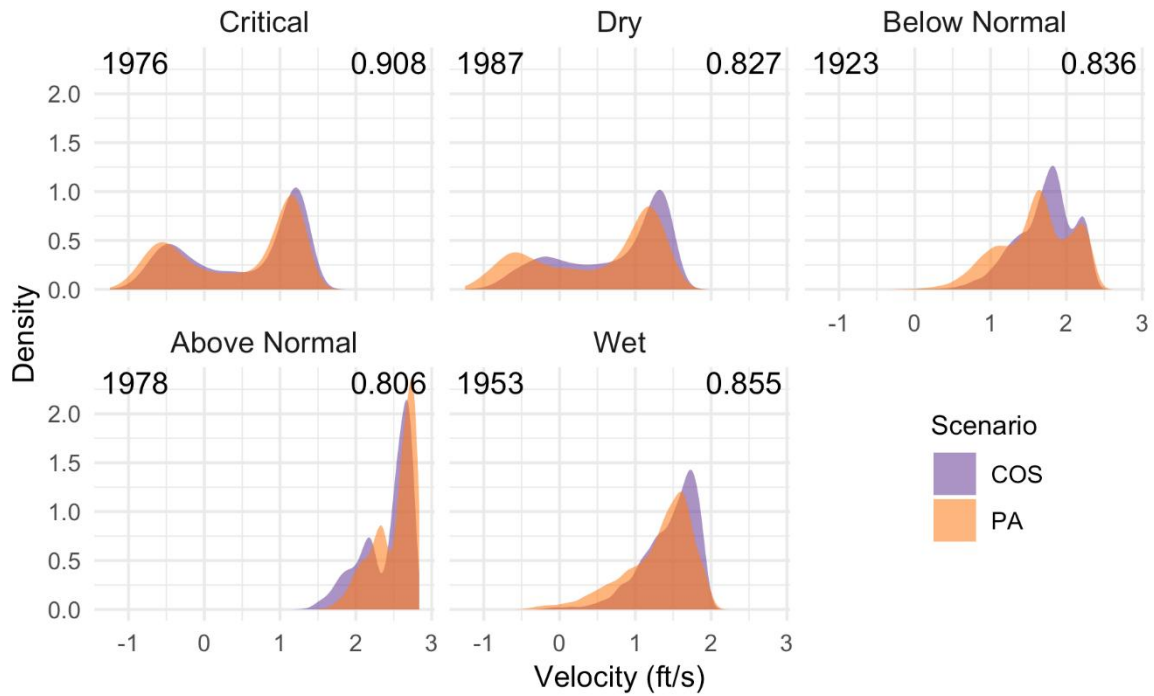 Critical
Dry
Below Normal
1976 0.908
1987 0.827
1923 0.836
2.0
1.5
1.0
0.5
0.0
-1 0 1 2 3
Density
Above Normal
Wet
1978 0.806
1953 0.855
2.0
1.5
1.0
0.5
0.0
-1 0 1 2 3
-1 0 1 2 3
Velocity (ft/s)
Scenario
COS
PA